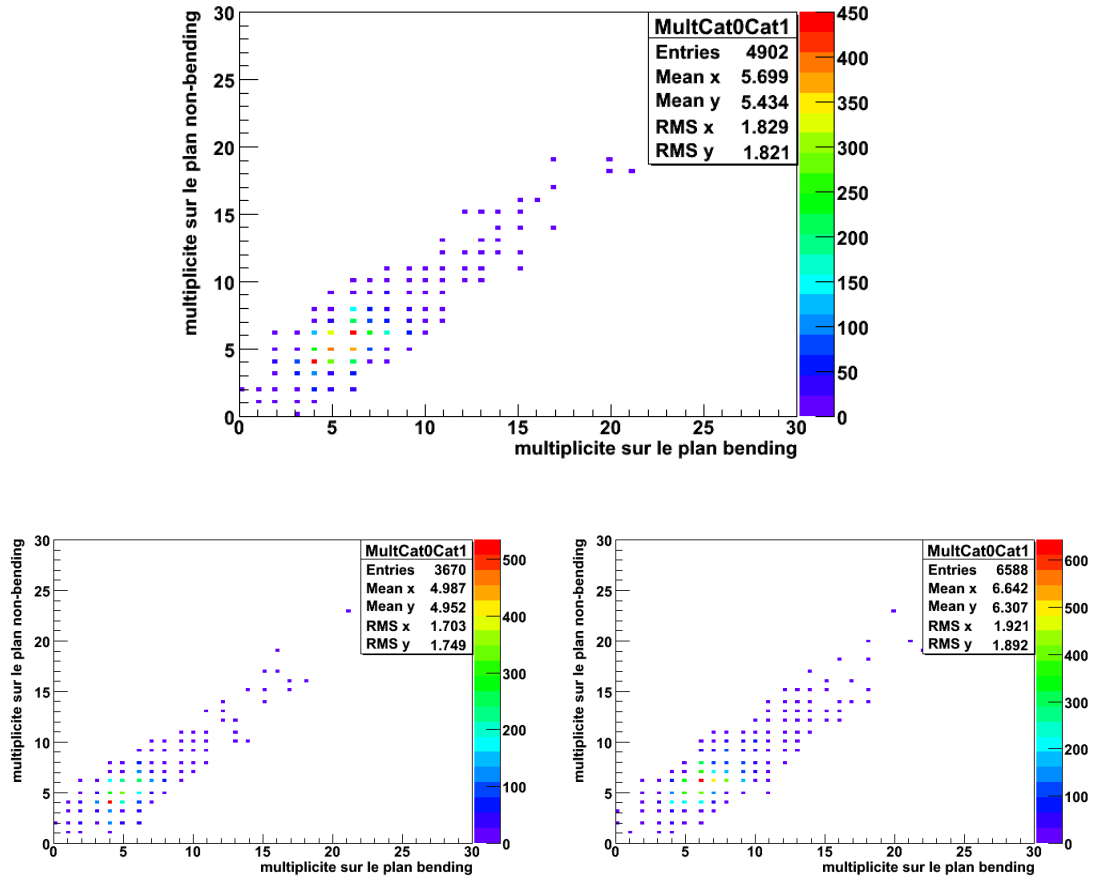 MultCat0Cat1
Entries 4902
Mean x 5.699
Mean y 5.434
RMS x 1.829
RMS y 1.821
multiplicite sur le plan non-bending
30
25
20
15
10
5
0
0 5 10 15 20 25 30
multiplicite sur le plan bending
450
400
350
300
250
200
150
100
50
0
MultCat0Cat1
Entries 3670
Mean x 4.987
Mean y 4.952
RMS x 1.703
RMS y 1.749
multiplicite sur le plan non-bending
30
25
20
15
10
5
0
0 5 10 15 20 25 30
multiplicite sur le plan bending
500
400
300
200
100
0
MultCat0Cat1
Entries 6588
Mean x 6.642
Mean y 6.307
RMS x 1.921
RMS y 1.892
multiplicite sur le plan non-bending
30
25
20
15
10
5
0
0 5 10 15 20 25 30
multiplicite sur le plan bending
600
500
400
300
200
100
0